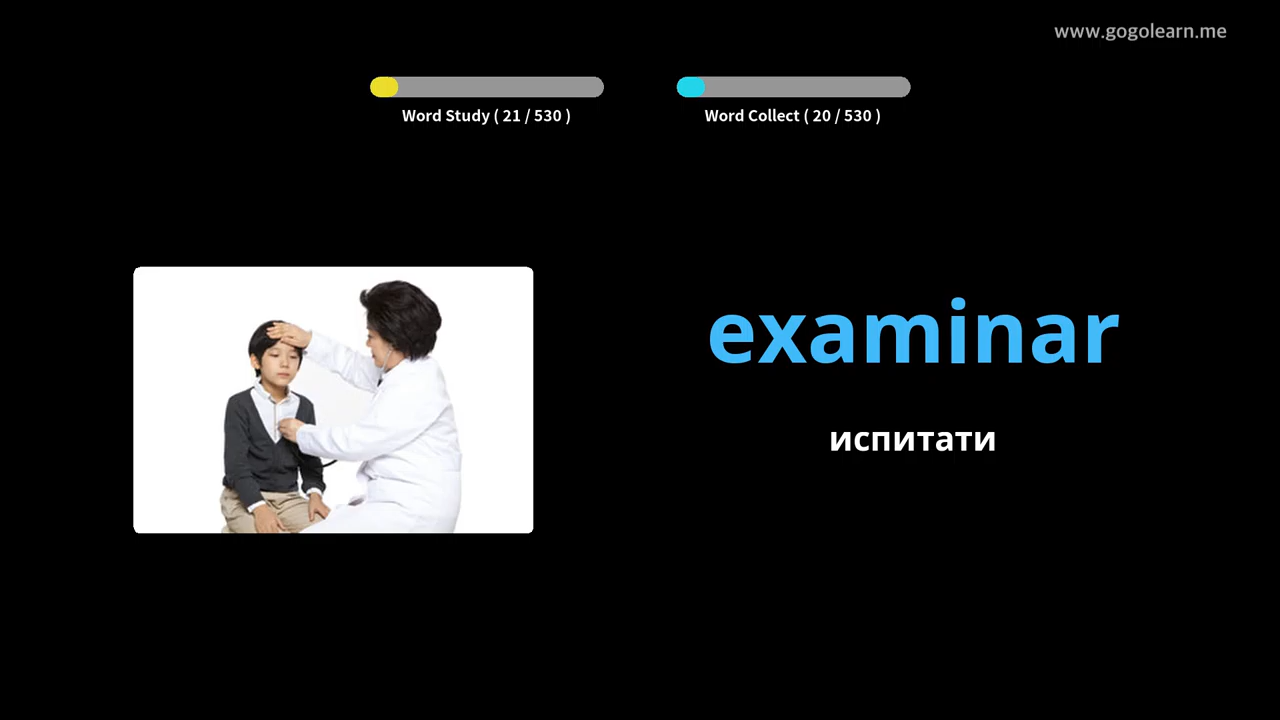 www.gogolearn.me
Word Study ( 21 / 530 )
Word Collect ( 20 / 530 )
examinar
испитати